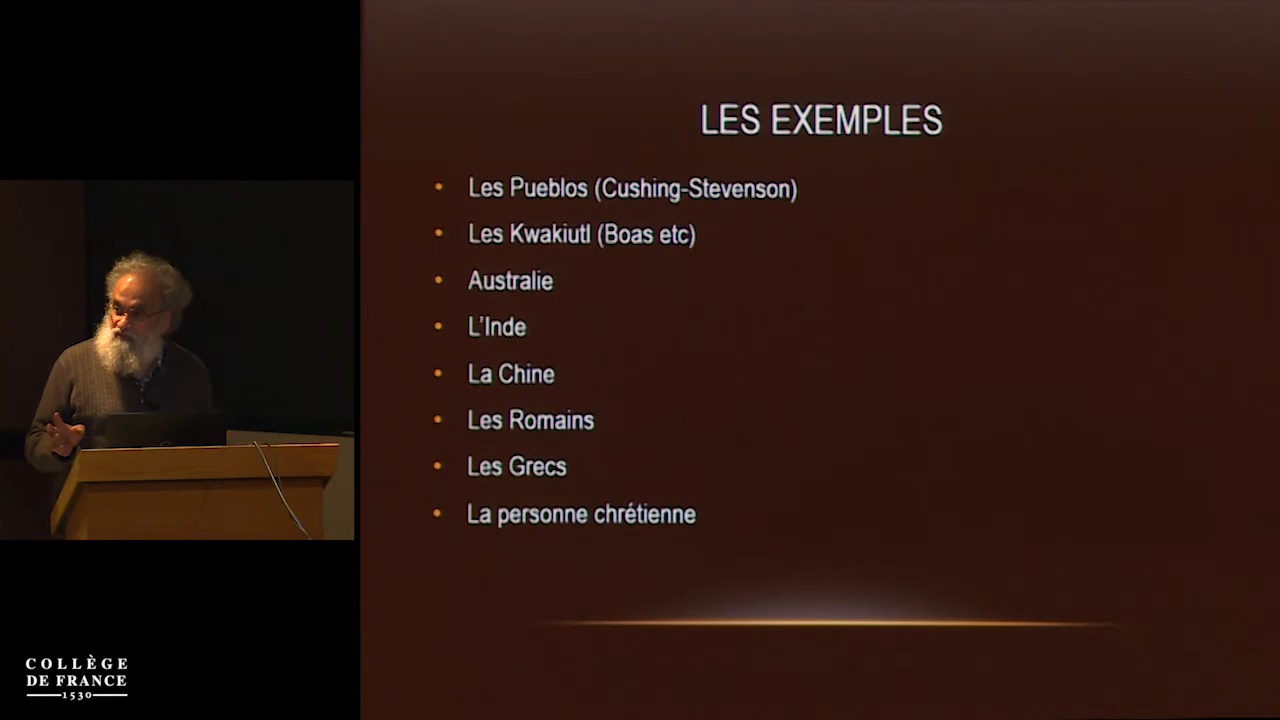 LES EXEMPLES
• Les Pueblos (Cushing-Stevenson)
• Les Kwakiutl (Boas etc)
• Australie
• L'Inde
• La Chine
• Les Romains
• Les Grecs
• La personne chrétienne
COLLÈGE
DE FRANCE
1530